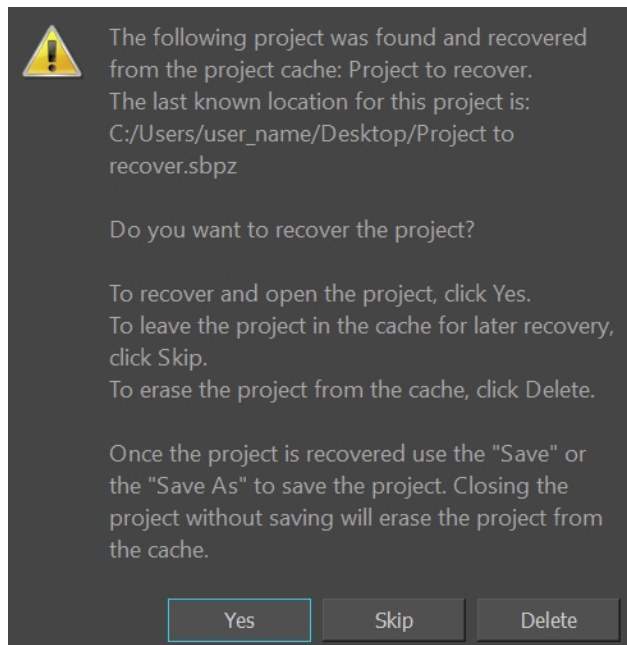 The following project was found and recovered
from the project cache: Project to recover.
The last known location for this project is:
C:/Users/user_name/Desktop/Project to
recover.sbpz
Do you want to recover the project?
To recover and open the project, click Yes.
To leave the project in the cache for later recovery,
click Skip.
To erase the project from the cache, click Delete.
Once the project is recovered use the "Save" or
the "Save As" to save the project. Closing the
project without saving will erase the project from
the cache.
Yes Skip Delete